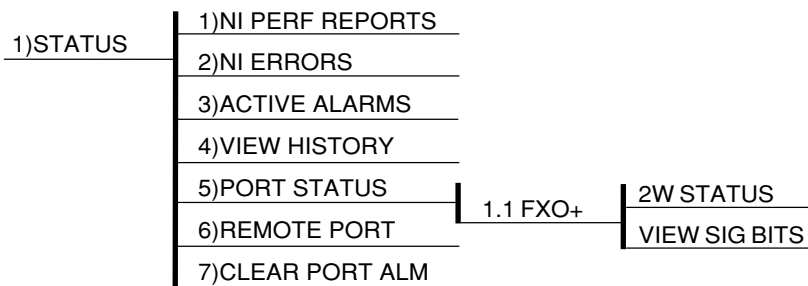 1)STATUS
1)NI PERF REPORTS
2)NI ERRORS
3)ACTIVE ALARMS
4)VIEW HISTORY
5)PORT STATUS
6)REMOTE PORT
7)CLEAR PORT ALM
1.1 FXO+
2W STATUS
VIEW SIG BITS